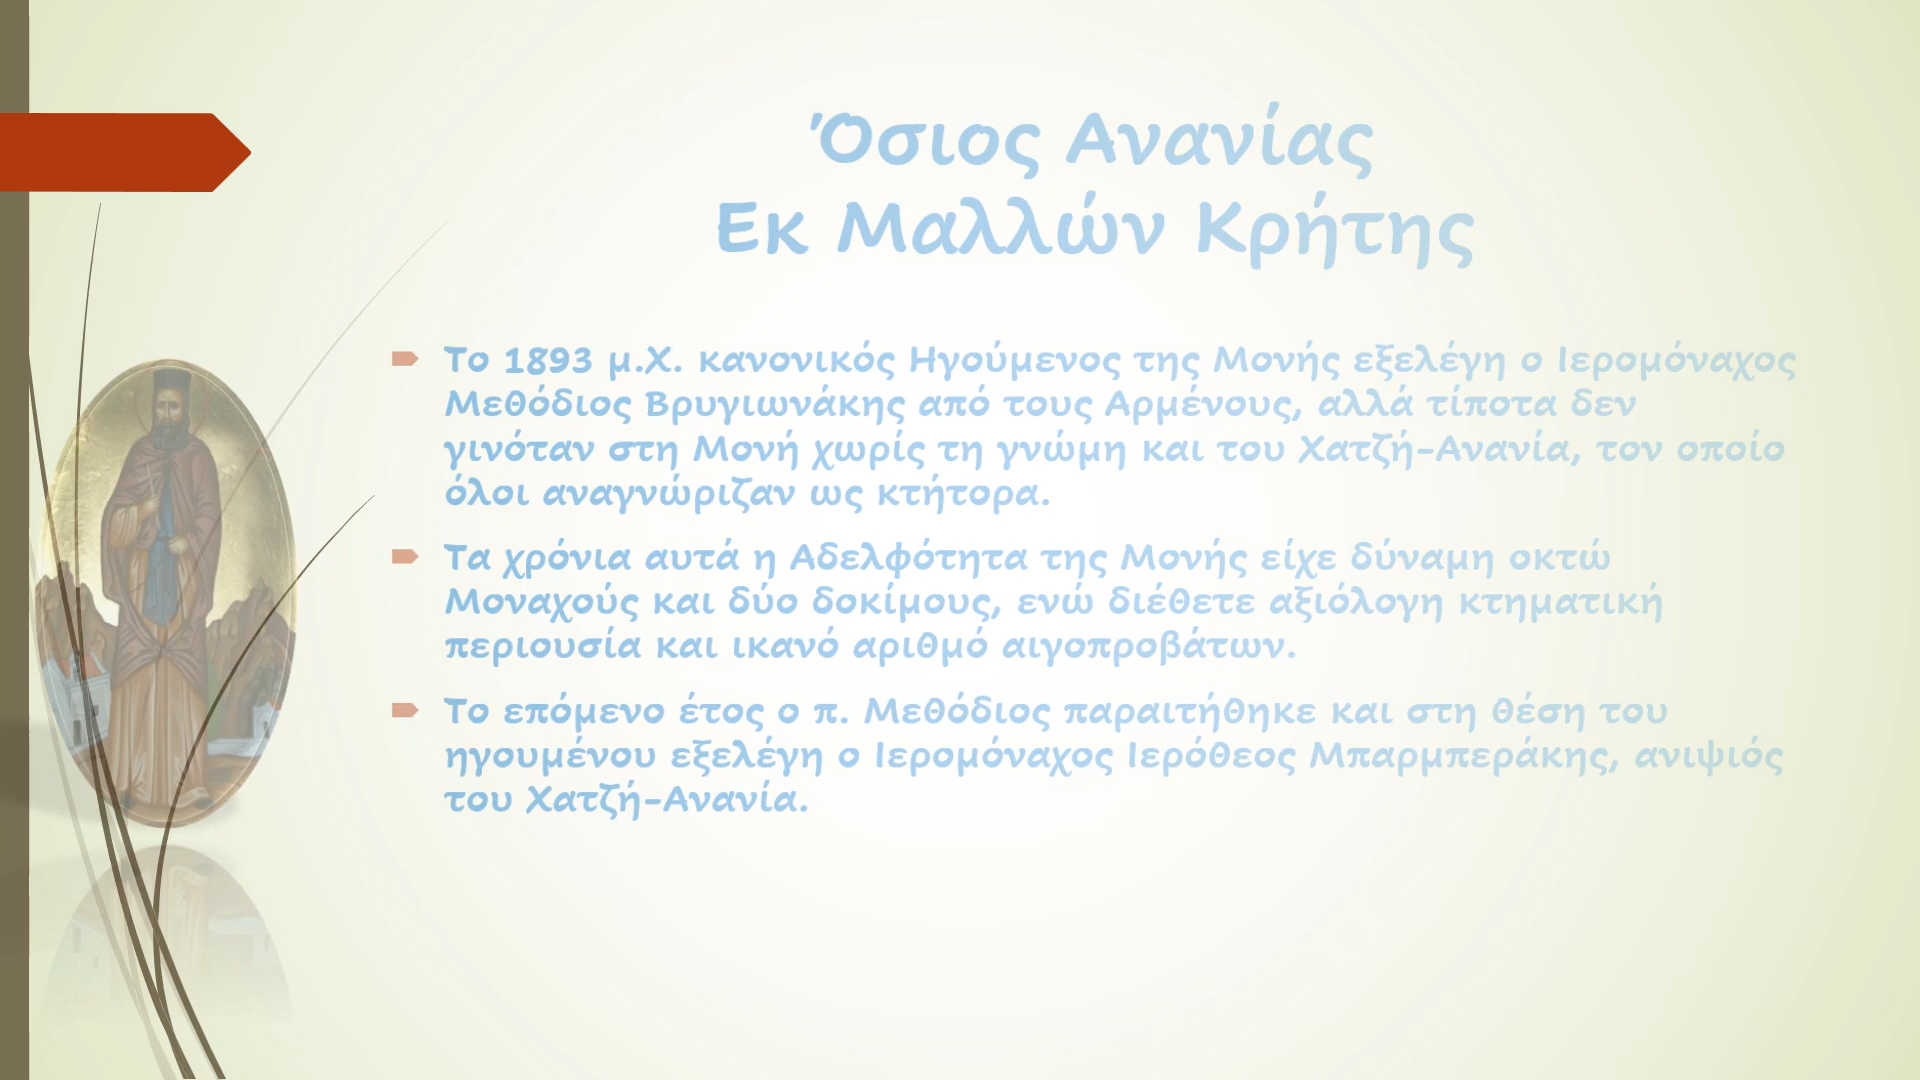 Όσιος Ανανίας
Εκ Μαλλών Κρήτης
Το 1893 μ.Χ. κανονικός Ηγούμενος της Μονής εξελέγη ο Ιερομόναχος
Μεθόδιος Βρυγιωνάκης από τους Αρμένους, αλλά τίποτα δεν
γινόταν στη Μονή χωρίς τη γνώμη και του Χατζή-Ανανία, τον οποίο
όλοι αναγνώριζαν ως κτήτορα.
Τα χρόνια αυτά η Αδελφότητα της Μονής είχε δύναμη οκτώ
Μοναχούς και δύο δοκίμους, ενώ διέθετε αξιόλογη κτηματική
περιουσία και ικανό αριθμό αιγοπροβάτων.
Το επόμενο έτος ο π. Μεθόδιος παραιτήθηκε και στη θέση του
ηγουμένου εξελέγη ο Ιερομόναχος Ιερόθεος Μπαρμπεράκης, ανιψιός
του Χατζή-Ανανία.